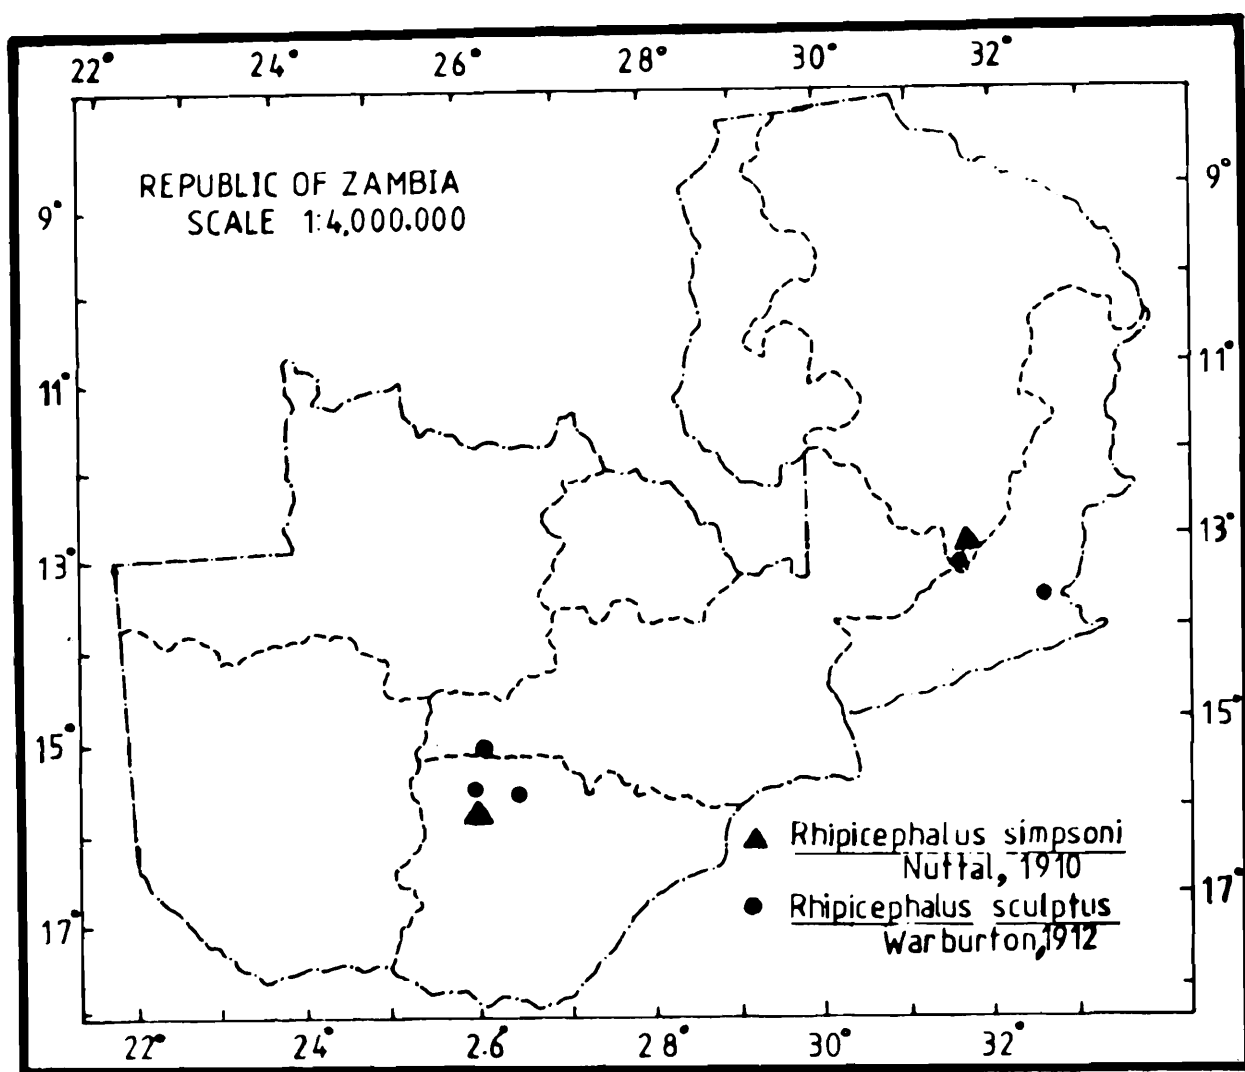 22° 24° 26° 28° 30° 32°
REPUBLIC OF ZAMBIA
SCALE 1:4,000.000
9° 9°
11° 11°
13° 13°
15° 15°
Rhipicephalus simpsoni
Nuttal, 1910
17° 17°
Rhipicephalus sculptus
Warburton,1912
22° 24° 26° 28° 30° 32°